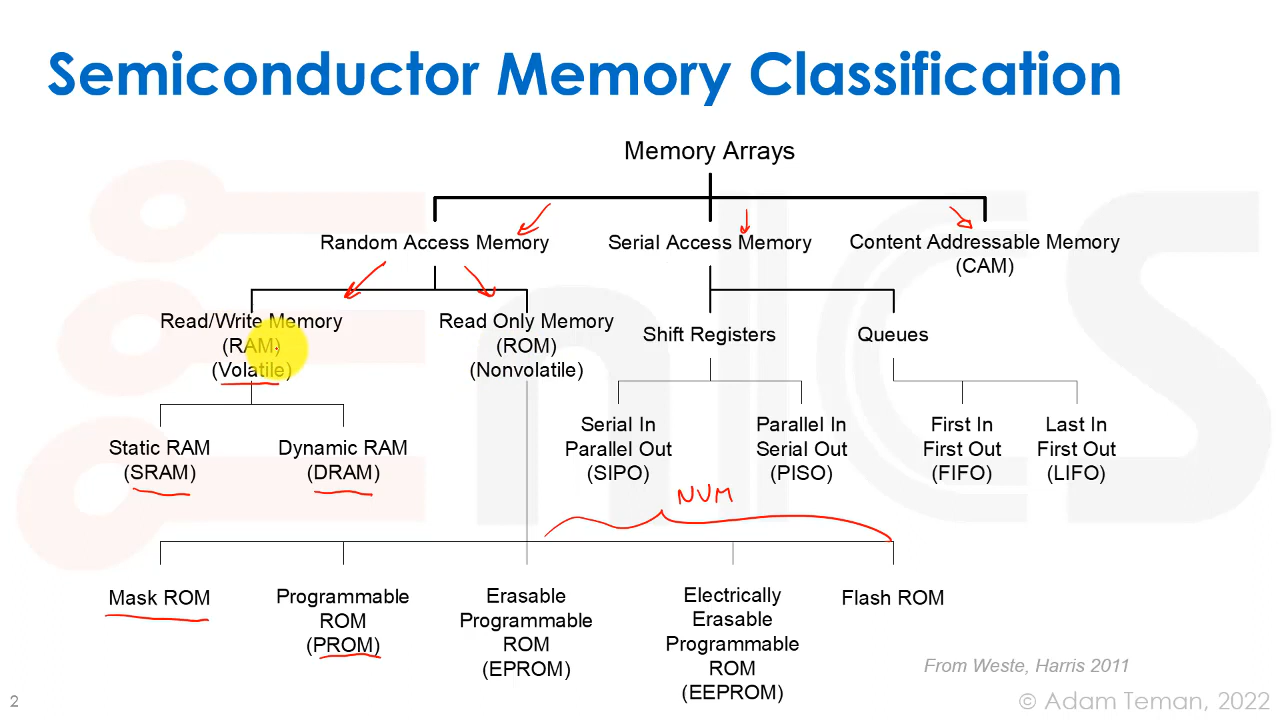 Semiconductor Memory Classification
Memory Arrays
Random Access Memory
Serial Access Memory
Content Addressable Memory
(CAM)
Read/Write Memory
(RAM)
(Volatile)
Read Only Memory
(ROM)
(Nonvolatile)
Shift Registers
Queues
Static RAM
(SRAM)
Dynamic RAM
(DRAM)
Serial In
Parallel Out
(SIPO)
Parallel In
Serial Out
(PISO)
First In
First Out
(FIFO)
Last In
First Out
(LIFO)
NVM
Mask ROM
Programmable
ROM
(PROM)
Erasable
Programmable
ROM
(EPROM)
Electrically
Erasable
Programmable
ROM
(EEPROM)
Flash ROM
From Weste, Harris 2011
2
© Adam Teman, 2022
EnICS